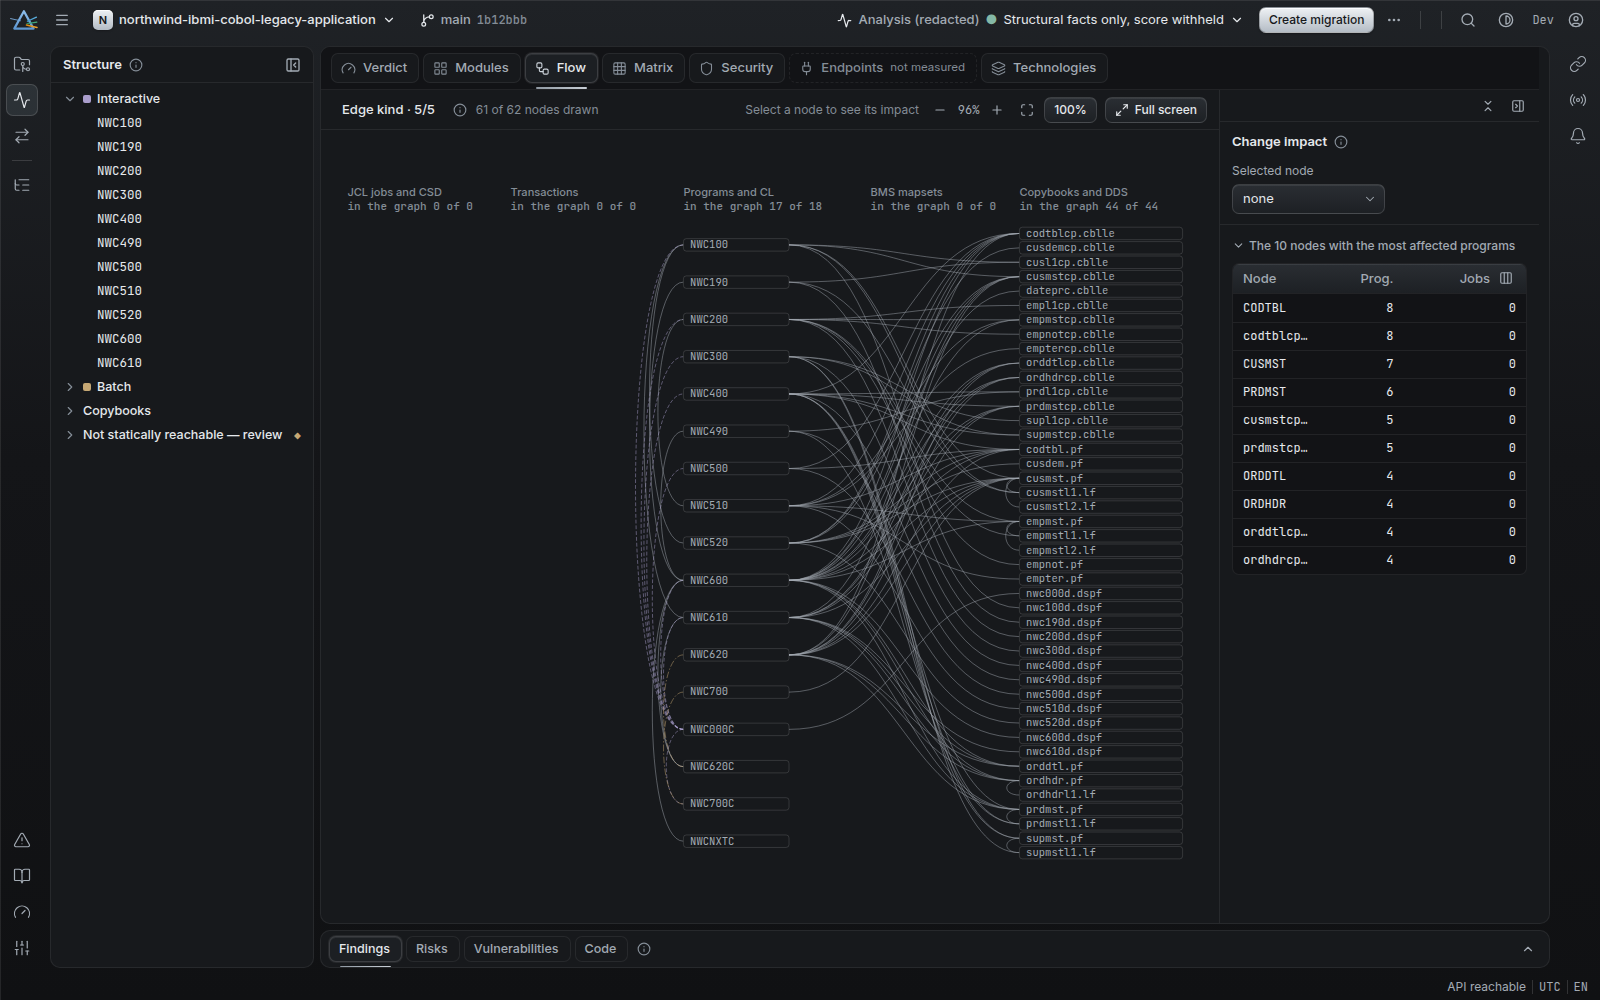 N northwind-ibmi-cobol-legacy-application main 1b12bbb Analysis (redacted) Structural facts only, score withheld Create migration Dev
Structure
Interactive
NWC100
NWC190
NWC200
NWC300
NWC400
NWC490
NWC500
NWC510
NWC520
NWC600
NWC610
Batch
Copybooks
Not statically reachable — review
Verdict Modules Flow Matrix Security Endpoints not measured Technologies
Edge kind · 5/5 61 of 62 nodes drawn Select a node to see its impact 96% 100% Full screen
JCL jobs and CSD
in the graph 0 of 0
Transactions
in the graph 0 of 0
Programs and CL
in the graph 17 of 18
BMS mapsets
in the graph 0 of 0
Copybooks and DDS
in the graph 44 of 44
NWC100
NWC190
NWC200
NWC300
NWC400
NWC490
NWC500
NWC510
NWC520
NWC600
NWC610
NWC620
NWC700
NWC000C
NWC620C
NWC700C
NWCNXTC
codtblcp.cblle
cusdemcp.cblle
cusl1cp.cblle
cusmstcp.cblle
dateprc.cblle
empl1cp.cblle
empmstcp.cblle
empnotcp.cblle
emptercp.cblle
orddtlcp.cblle
ordhdrcp.cblle
prdl1cp.cblle
prdmstcp.cblle
supl1cp.cblle
supmstcp.cblle
codtbl.pf
cusdem.pf
cusmst.pf
cusmstl1.lf
cusmstl2.lf
empmst.pf
empmstl1.lf
empmstl2.lf
empnot.pf
empter.pf
nwc000d.dspf
nwc100d.dspf
nwc190d.dspf
nwc200d.dspf
nwc300d.dspf
nwc400d.dspf
nwc490d.dspf
nwc500d.dspf
nwc510d.dspf
nwc520d.dspf
nwc600d.dspf
nwc610d.dspf
orddtl.pf
ordhdr.pf
ordhdrl1.lf
prdmst.pf
prdmstl1.lf
supmst.pf
supmstl1.lf
Change impact
Selected node
none
The 10 nodes with the most affected programs
Node Prog. Jobs
CODTBL 8 0
codtblcp… 8 0
CUSMST 7 0
PRDMST 6 0
cusmstcp… 5 0
prdmstcp… 5 0
ORDDTL 4 0
ORDHDR 4 0
orddtlcp… 4 0
ordhdrcp… 4 0
Findings Risks Vulnerabilities Code
API reachable UTC EN